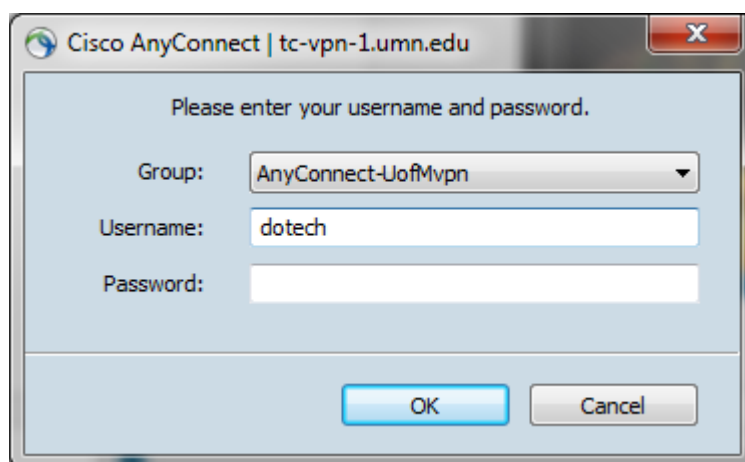 Cisco AnyConnect | tc-vpn-1.umn.edu
Please enter your username and password.
Group: AnyConnect-UofMvpn
Username: dotech
Password:
OK Cancel